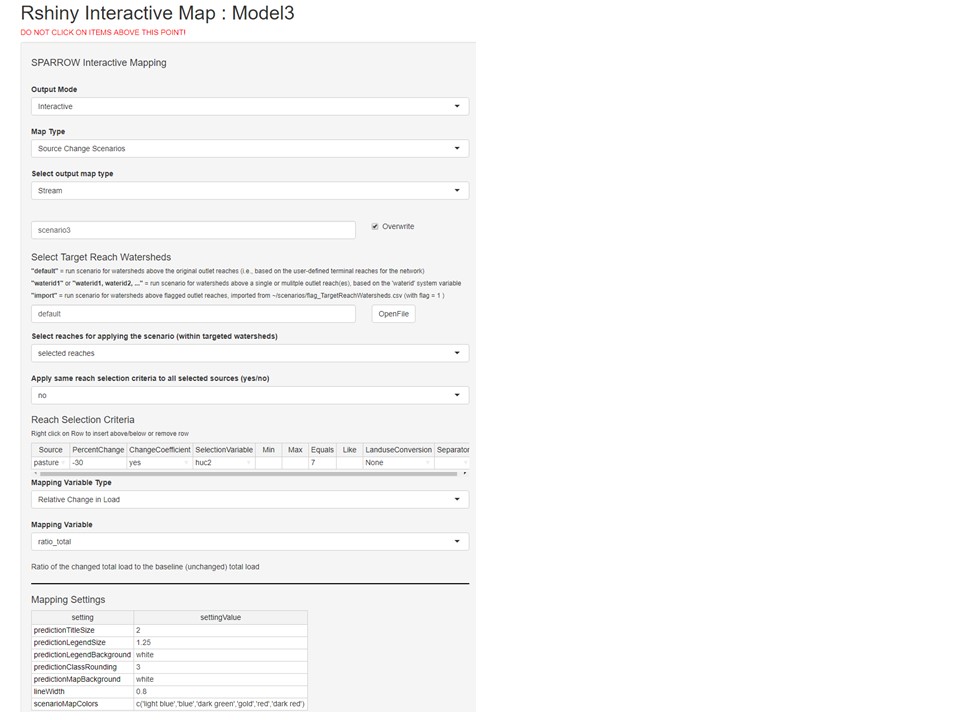 Rshiny Interactive Map : Model3
DO NOT CLICK ON ITEMS ABOVE THIS POINT!
SPARROW Interactive Mapping
Output Mode
Interactive
Map Type
Source Change Scenarios
Select output map type
Stream
scenario3
Overwrite
Select Target Reach Watersheds
"default" = run scenario for watersheds above the original outlet reaches (i.e., based on the user-defined terminal reaches for the network)
"waterid1" or "waterid1, waterid2, ..." = run scenario for watersheds above a single or mulitple outlet reach(es), based on the 'waterid' system variable
"import" = run scenario for watersheds above flagged outlet reaches, imported from ~/scenarios/flag_TargetReachWatersheds.csv (with flag = 1 )
default OpenFile
Select reaches for applying the scenario (within targeted watersheds)
selected reaches
Apply same reach selection criteria to all selected sources (yes/no)
no
Reach Selection Criteria
Right click on Row to insert above/below or remove row
Source PercentChange ChangeCoefficient SelectionVariable Min Max Equals Like LanduseConversion Separator
pasture -30 yes huc2 7 None
Mapping Variable Type
Relative Change in Load
Mapping Variable
ratio_total
Ratio of the changed total load to the baseline (unchanged) total load
Mapping Settings
setting settingValue
predictionTitleSize 2
predictionLegendSize 1.25
predictionLegendBackground white
predictionClassRounding 3
predictionMapBackground white
lineWidth 0.8
scenarioMapColors c('light blue','blue','dark green','gold','red','dark red')